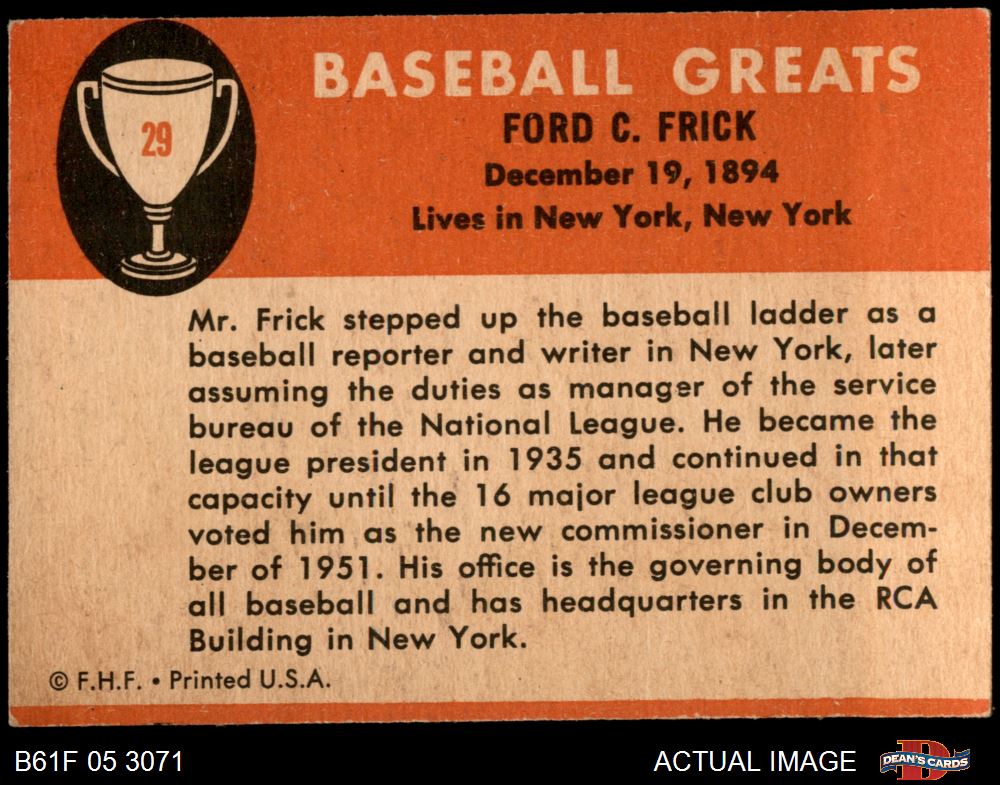 29
BASEBALL GREATS
FORD C. FRICK
December 19, 1894
Lives in New York, New York
Mr. Frick stepped up the baseball ladder as a
baseball reporter and writer in New York, later
assuming the duties as manager of the service
bureau of the National League. He became the
league president in 1935 and continued in that
capacity until the 16 major league club owners
voted him as the new commissioner in Decem-
ber of 1951. His office is the governing body of
all baseball and has headquarters in the RCA
Building in New York.
© F.H.F. • Printed U.S.A.
B61F 05 3071
ACTUAL IMAGE
D
DEAN'S CARDS